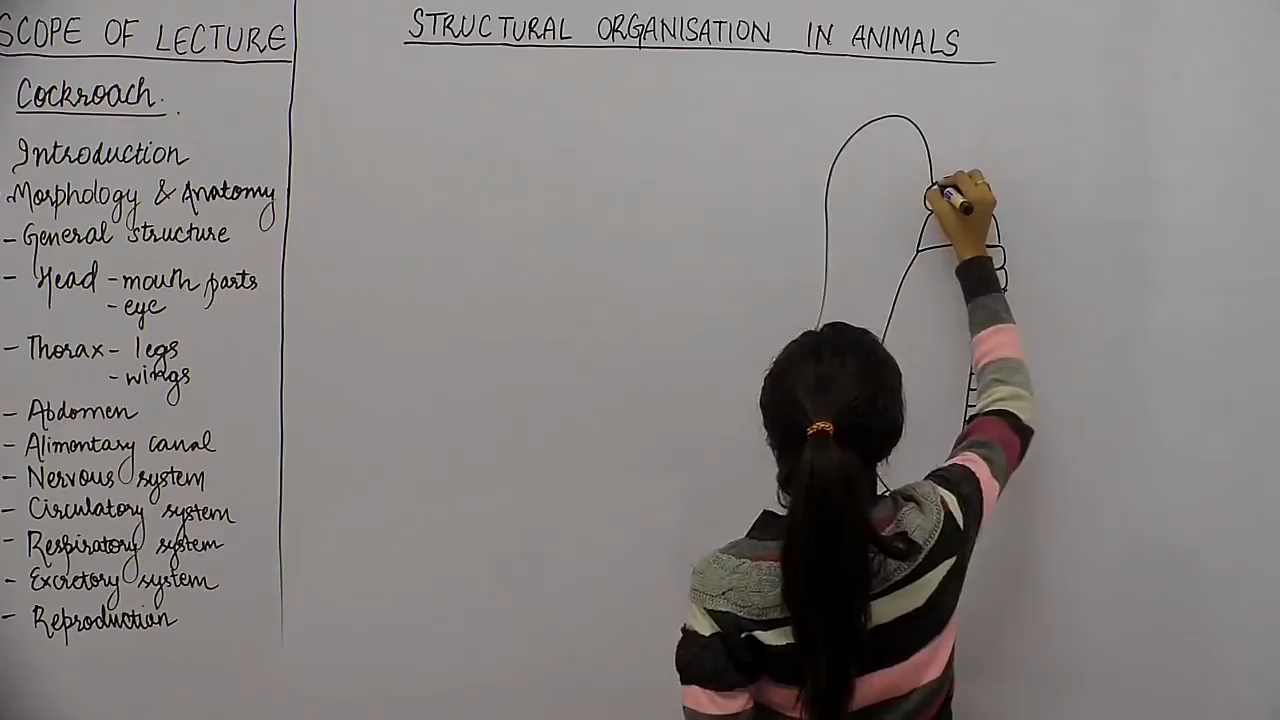 SCOPE OF LECTURE
Cockroach.
Introduction
Morphology & Anatomy
- General structure
- Head - mouth parts
- eye
- Thorax - legs
- wings
- Abdomen
- Alimentary canal
- Nervous system
- Circulatory system
- Respiratory system
- Excretory system
- Reproduction
STRUCTURAL ORGANISATION IN ANIMALS